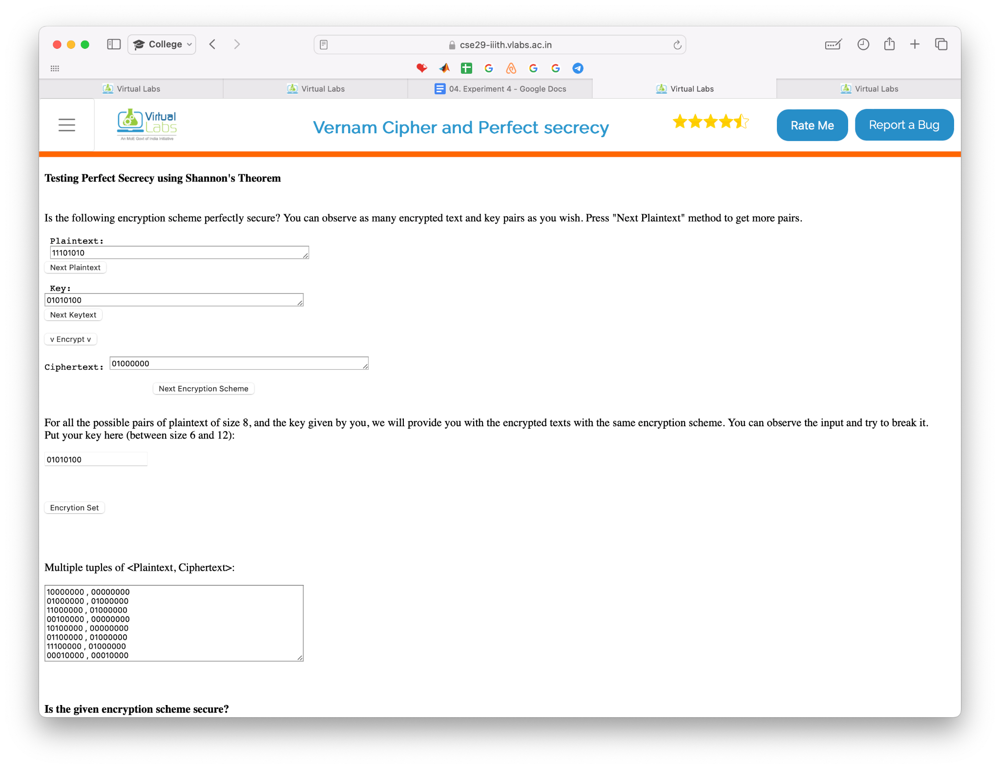 College
cse29-iiith.vlabs.ac.in
Virtual Labs
Virtual Labs
04. Experiment 4 - Google Docs
Virtual Labs
Virtual Labs
Virtual
Labs
An MoE Govt of India Initiative
Vernam Cipher and Perfect secrecy
Rate Me
Report a Bug
Testing Perfect Secrecy using Shannon's Theorem
Is the following encryption scheme perfectly secure? You can observe as many encrypted text and key pairs as you wish. Press "Next Plaintext" method to get more pairs.
Plaintext:
11101010
Next Plaintext
Key:
01010100
Next Keytext
v Encrypt v
Ciphertext: 01000000
Next Encryption Scheme
For all the possible pairs of plaintext of size 8, and the key given by you, we will provide you with the encrypted texts with the same encryption scheme. You can observe the input and try to break it.
Put your key here (between size 6 and 12):
01010100
Encrytion Set
Multiple tuples of <Plaintext, Ciphertext>:
10000000 , 00000000
01000000 , 01000000
11000000 , 01000000
00100000 , 00000000
10100000 , 00000000
01100000 , 01000000
11100000 , 01000000
00010000 , 00010000
Is the given encryption scheme secure?